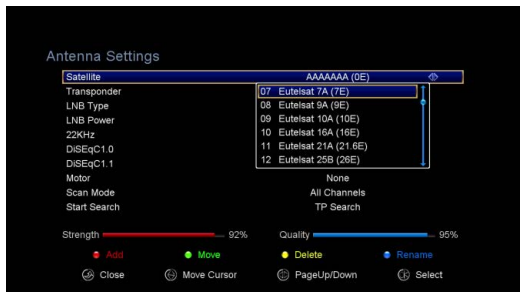 Antenna Settings
Satellite AAAAAAA (0E)
Transponder 07 Eutelsat 7A (7E)
LNB Type 08 Eutelsat 9A (9E)
LNB Power 09 Eutelsat 10A (10E)
22KHz 10 Eutelsat 16A (16E)
DiSEqC1.0 11 Eutelsat 21A (21.6E)
DiSEqC1.1 12 Eutelsat 25B (26E)
Motor None
Scan Mode All Channels
Start Search TP Search
Strength 92% Quality 95%
Add Move Delete Rename
Close Move Cursor PageUp/Down Select